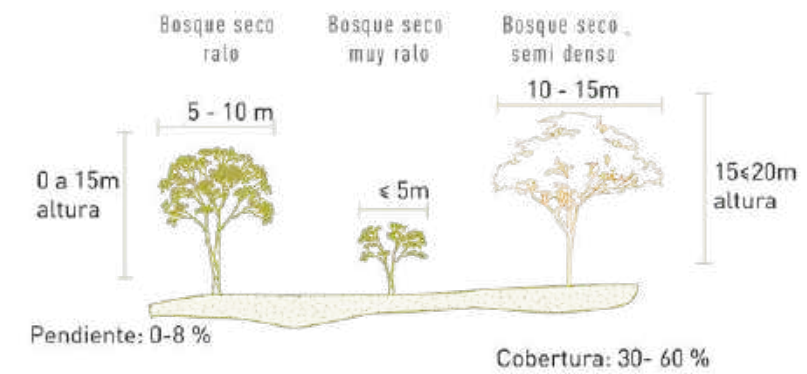 Bosque seco
ralo
Bosque seco
muy ralo
Bosque seco
semi denso
5 - 10 m
10 - 15m
0 a 15m
altura
⩽ 5m
15⩽20m
altura
Pendiente: 0-8 %
Cobertura: 30- 60 %